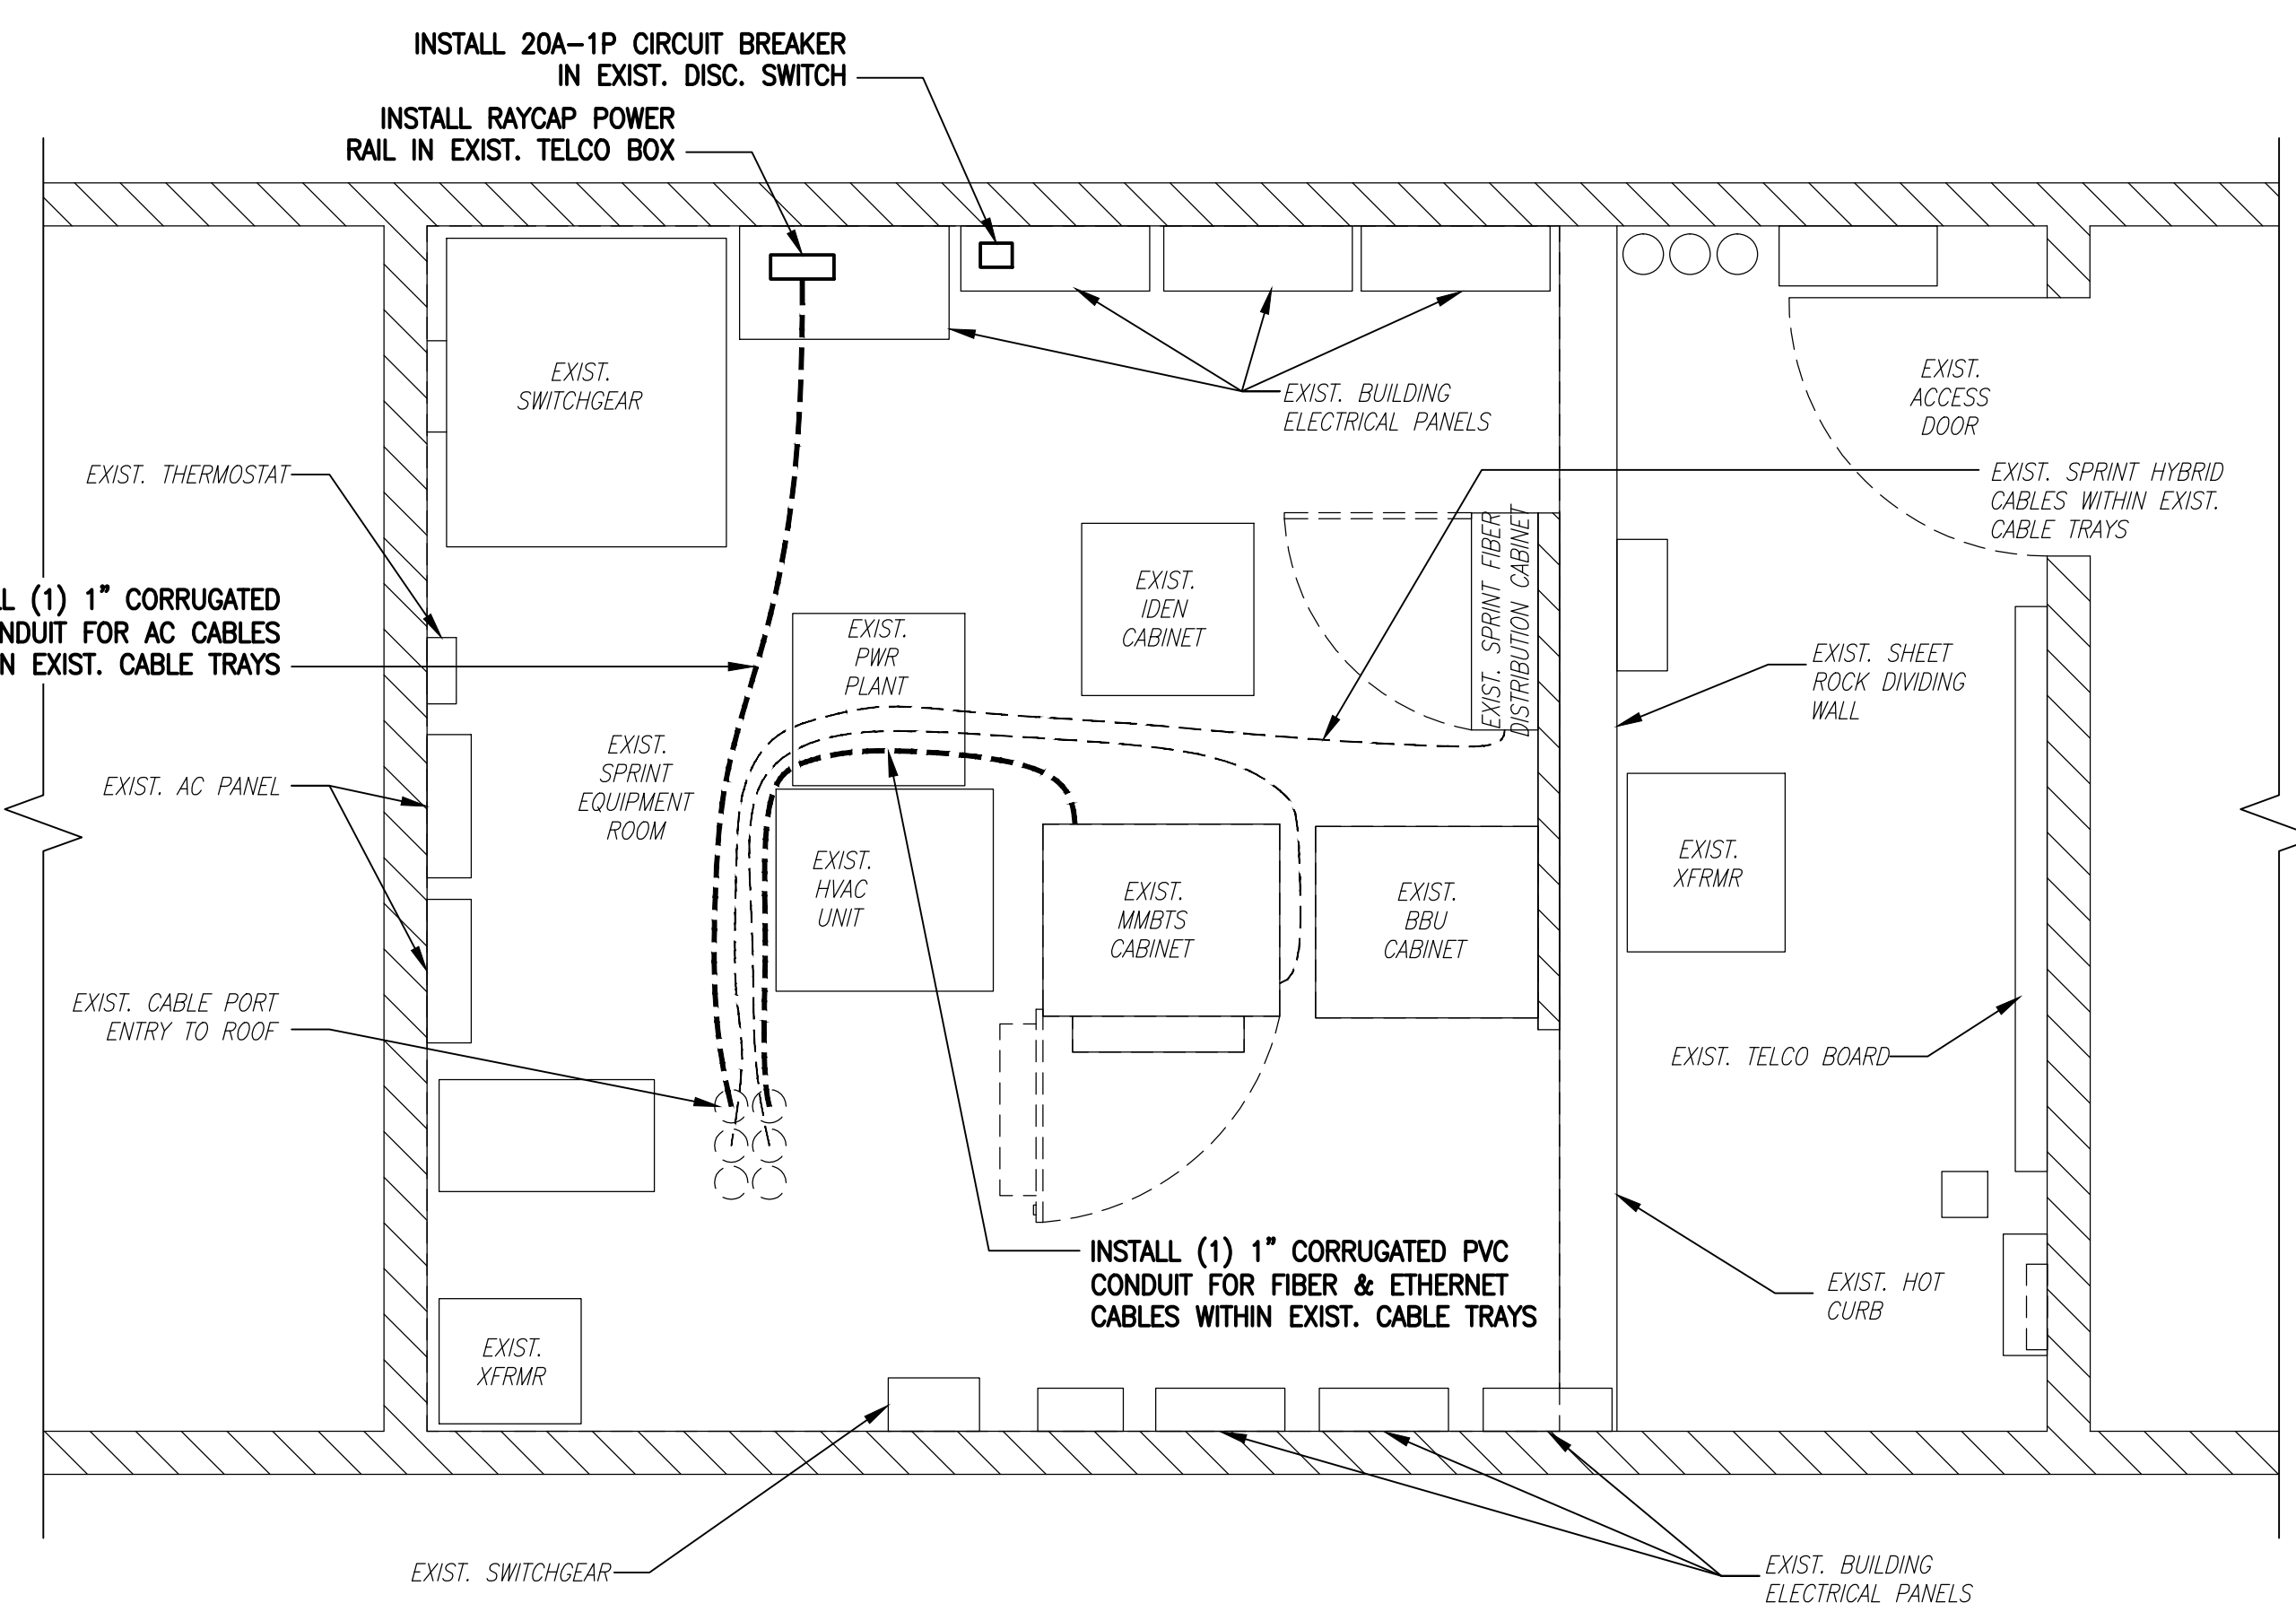 INSTALL 20A-1P CIRCUIT BREAKER
IN EXIST. DISC. SWITCH
INSTALL RAYCAP POWER
RAIL IN EXIST. TELCO BOX
EXIST.
SWITCHGEAR
EXIST. BUILDING
ELECTRICAL PANELS
EXIST.
ACCESS
DOOR
EXIST. THERMOSTAT
EXIST. SPRINT HYBRID
CABLES WITHIN EXIST.
CABLE TRAYS
EXIST. SPRINT FIBER
DISTRIBUTION CABINET
(1) 1" CORRUGATED
FOR AC CABLES
EXIST. CABLE TRAYS
EXIST.
IDEN
CABINET
EXIST.
PWR
PLANT
EXIST. SHEET
ROCK DIVIDING
WALL
EXIST.
SPRINT
EQUIPMENT
ROOM
EXIST. AC PANEL
EXIST.
HVAC
UNIT
EXIST.
MMBTS
CABINET
EXIST.
BBU
CABINET
EXIST.
XFRMR
EXIST. CABLE PORT
ENTRY TO ROOF
EXIST. TELCO BOARD
INSTALL (1) 1" CORRUGATED PVC
CONDUIT FOR FIBER & ETHERNET
CABLES WITHIN EXIST. CABLE TRAYS
EXIST. HOT
CURB
EXIST.
XFRMR
EXIST. SWITCHGEAR
EXIST. BUILDING
ELECTRICAL PANELS